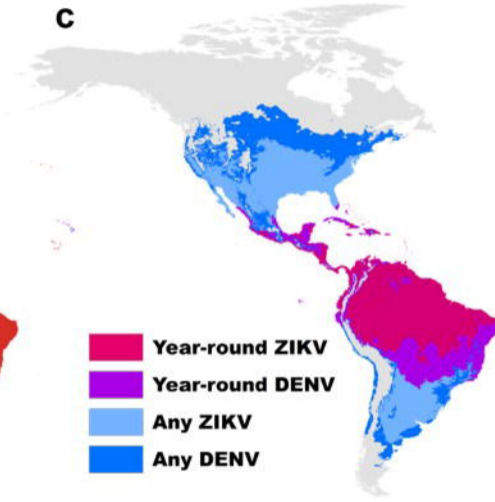 C
Year-round ZIKV
Year-round DENV
Any ZIKV
Any DENV